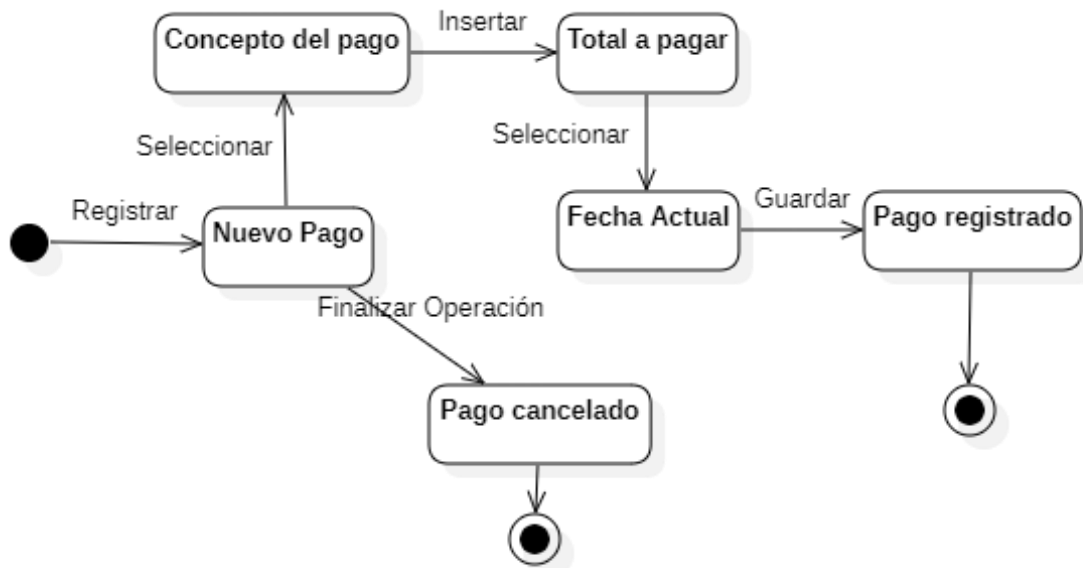 Concepto del pago
Insertar
Total a pagar
Seleccionar
Seleccionar
Registrar
Nuevo Pago
Fecha Actual
Guardar
Pago registrado
Finalizar Operación
Pago cancelado